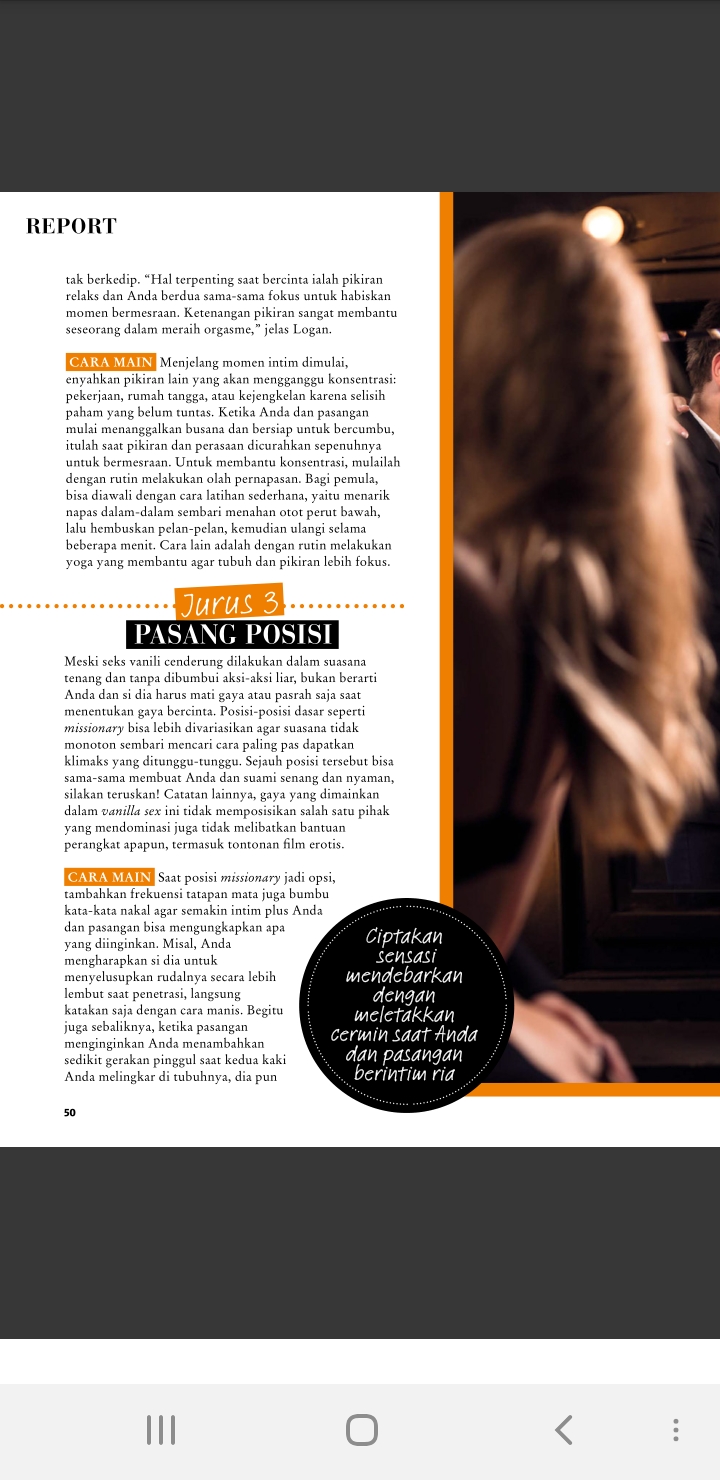 REPORT
tak berkedip. “Hal terpenting saat bercinta ialah pikiran
relaks dan Anda berdua sama-sama fokus untuk habiskan
momen bermesraan. Ketenangan pikiran sangat membantu
seseorang dalam meraih orgasme,” jelas Logan.
CARA MAIN Menjelang momen intim dimulai,
enyahkan pikiran lain yang akan mengganggu konsentrasi:
pekerjaan, rumah tangga, atau kejengkelan karena selisih
paham yang belum tuntas. Ketika Anda dan pasangan
mulai menanggalkan busana dan bersiap untuk bercumbu,
itulah saat pikiran dan perasaan dicurahkan sepenuhnya
untuk bermesraan. Untuk membantu konsentrasi, mulailah
dengan rutin melakukan olah pernapasan. Bagi pemula,
bisa diawali dengan cara latihan sederhana, yaitu menarik
napas dalam-dalam sembari menahan otot perut bawah,
lalu hembuskan pelan-pelan, kemudian ulangi selama
beberapa menit. Cara lain adalah dengan rutin melakukan
yoga yang membantu agar tubuh dan pikiran lebih fokus.
Jurus 3
PASANG POSISI
Meski seks vanili cenderung dilakukan dalam suasana
tenang dan tanpa dibumbui aksi-aksi liar, bukan berarti
Anda dan si dia harus mati gaya atau pasrah saja saat
menentukan gaya bercinta. Posisi-posisi dasar seperti
missionary bisa lebih divariasikan agar suasana tidak
monoton sembari mencari cara paling pas dapatkan
klimaks yang ditunggu-tunggu. Sejauh posisi tersebut bisa
sama-sama membuat Anda dan suami senang dan nyaman,
silakan teruskan! Catatan lainnya, gaya yang dimainkan
dalam vanilla sex ini tidak memposisikan salah satu pihak
yang mendominasi juga tidak melibatkan bantuan
perangkat apapun, termasuk tontonan film erotis.
CARA MAIN Saat posisi missionary jadi opsi,
tambahkan frekuensi tatapan mata juga bumbu
kata-kata nakal agar semakin intim plus Anda
dan pasangan bisa mengungkapkan apa
yang diinginkan. Misal, Anda
mengharapkan si dia untuk
menyelusupkan rudalnya secara lebih
lembut saat penetrasi, langsung
katakan saja dengan cara manis. Begitu
juga sebaliknya, ketika pasangan
menginginkan Anda menambahkan
sedikit gerakan pinggul saat kedua kaki
Anda melingkar di tubuhnya, dia pun
Ciptakan
sensasi
mendebarkan
dengan
meletakkan
cermin saat Anda
dan pasangan
berintim ria
50